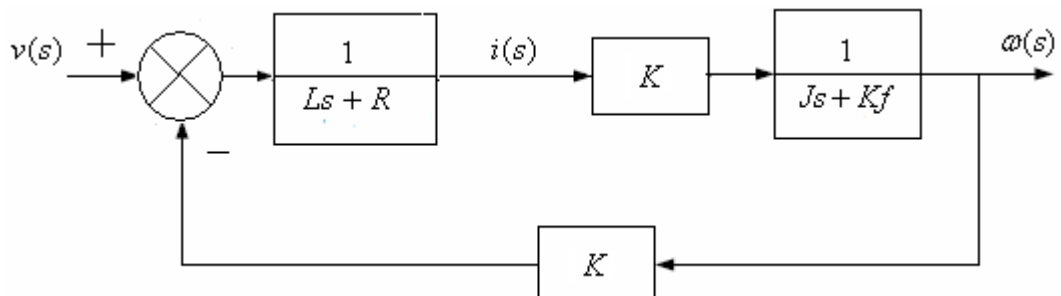 v(s)
+
1
Ls + R
i(s)
K
1
Js + Kf
ω(s)
−
K